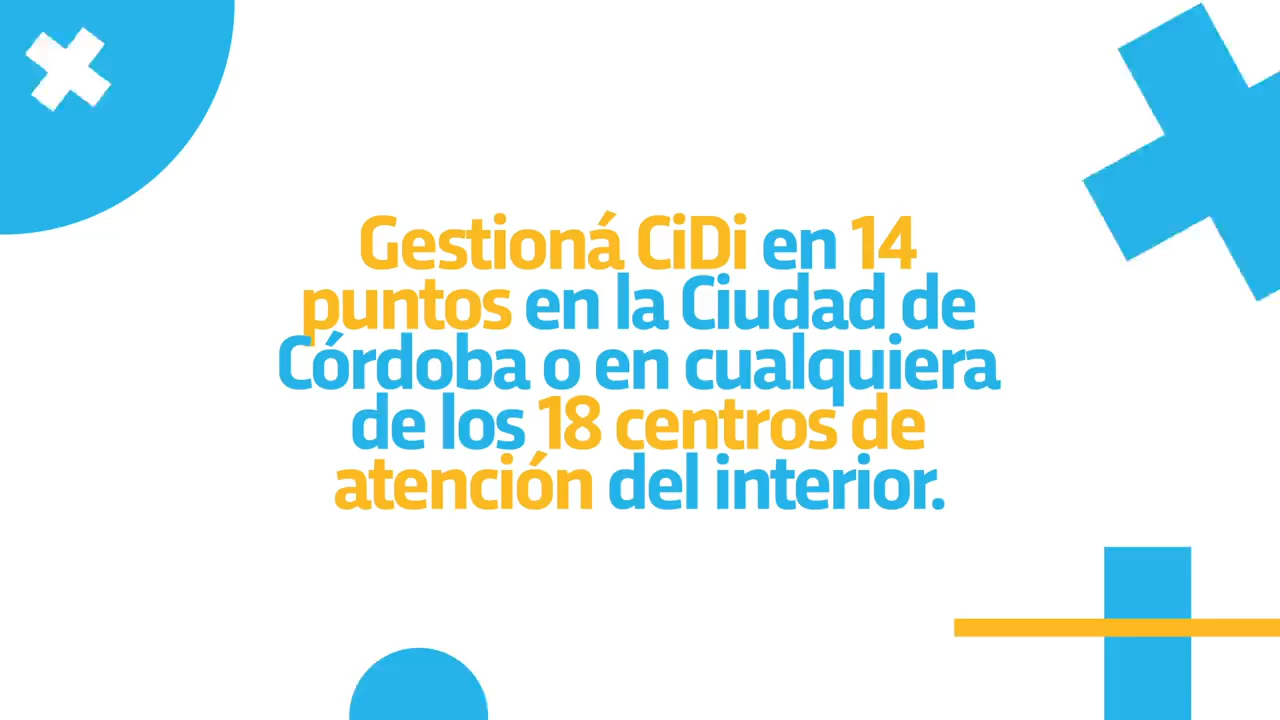 Gestioná CiDi en 14
puntos en la Ciudad de
Córdoba o en cualquiera
de los 18 centros de
atención del interior.